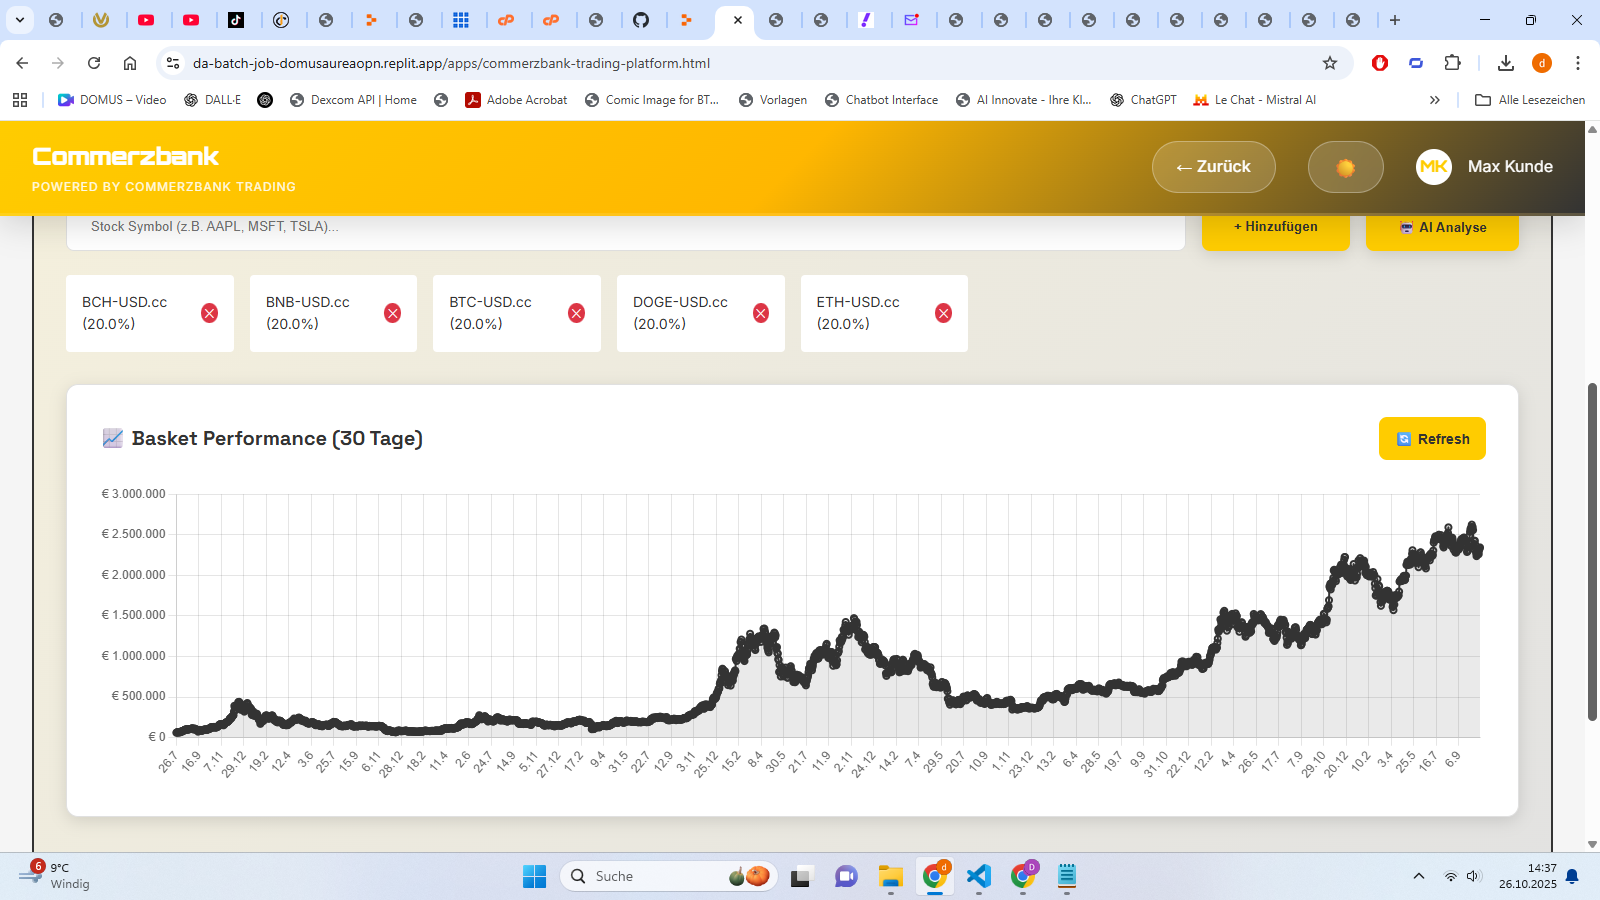 da-batch-job-domusaureaopn.replit.app/apps/commerzbank-trading-platform.html
d
DOMUS – Video
DALL·E
Dexcom API | Home
Adobe Acrobat
Comic Image for BT...
Vorlagen
Chatbot Interface
AI Innovate - Ihre KI...
ChatGPT
Le Chat - Mistral AI
Alle Lesezeichen
Commerzbank
POWERED BY COMMERZBANK TRADING
← Zurück
MK
Max Kunde
Stock Symbol (z.B. AAPL, MSFT, TSLA)...
+ Hinzufügen
AI Analyse
BCH-USD.cc
(20.0%)
BNB-USD.cc
(20.0%)
BTC-USD.cc
(20.0%)
DOGE-USD.cc
(20.0%)
ETH-USD.cc
(20.0%)
Basket Performance (30 Tage)
Refresh
€ 3.000.000
€ 2.500.000
€ 2.000.000
€ 1.500.000
€ 1.000.000
€ 500.000
€ 0
26.7
16.9
7.11
29.12
19.2
12.4
3.6
25.7
15.9
6.11
28.12
18.2
11.4
2.6
24.7
14.9
5.11
27.12
17.2
9.4
31.5
22.7
12.9
3.11
25.12
15.2
8.4
30.5
21.7
11.9
2.11
24.12
14.2
7.4
29.5
20.7
10.9
1.11
23.12
13.2
6.4
28.5
19.7
9.9
31.10
22.12
12.2
4.4
26.5
17.7
7.9
29.10
20.12
10.2
3.4
25.5
16.7
6.9
6
9°C
Windig
Suche
d
D
14:37
26.10.2025